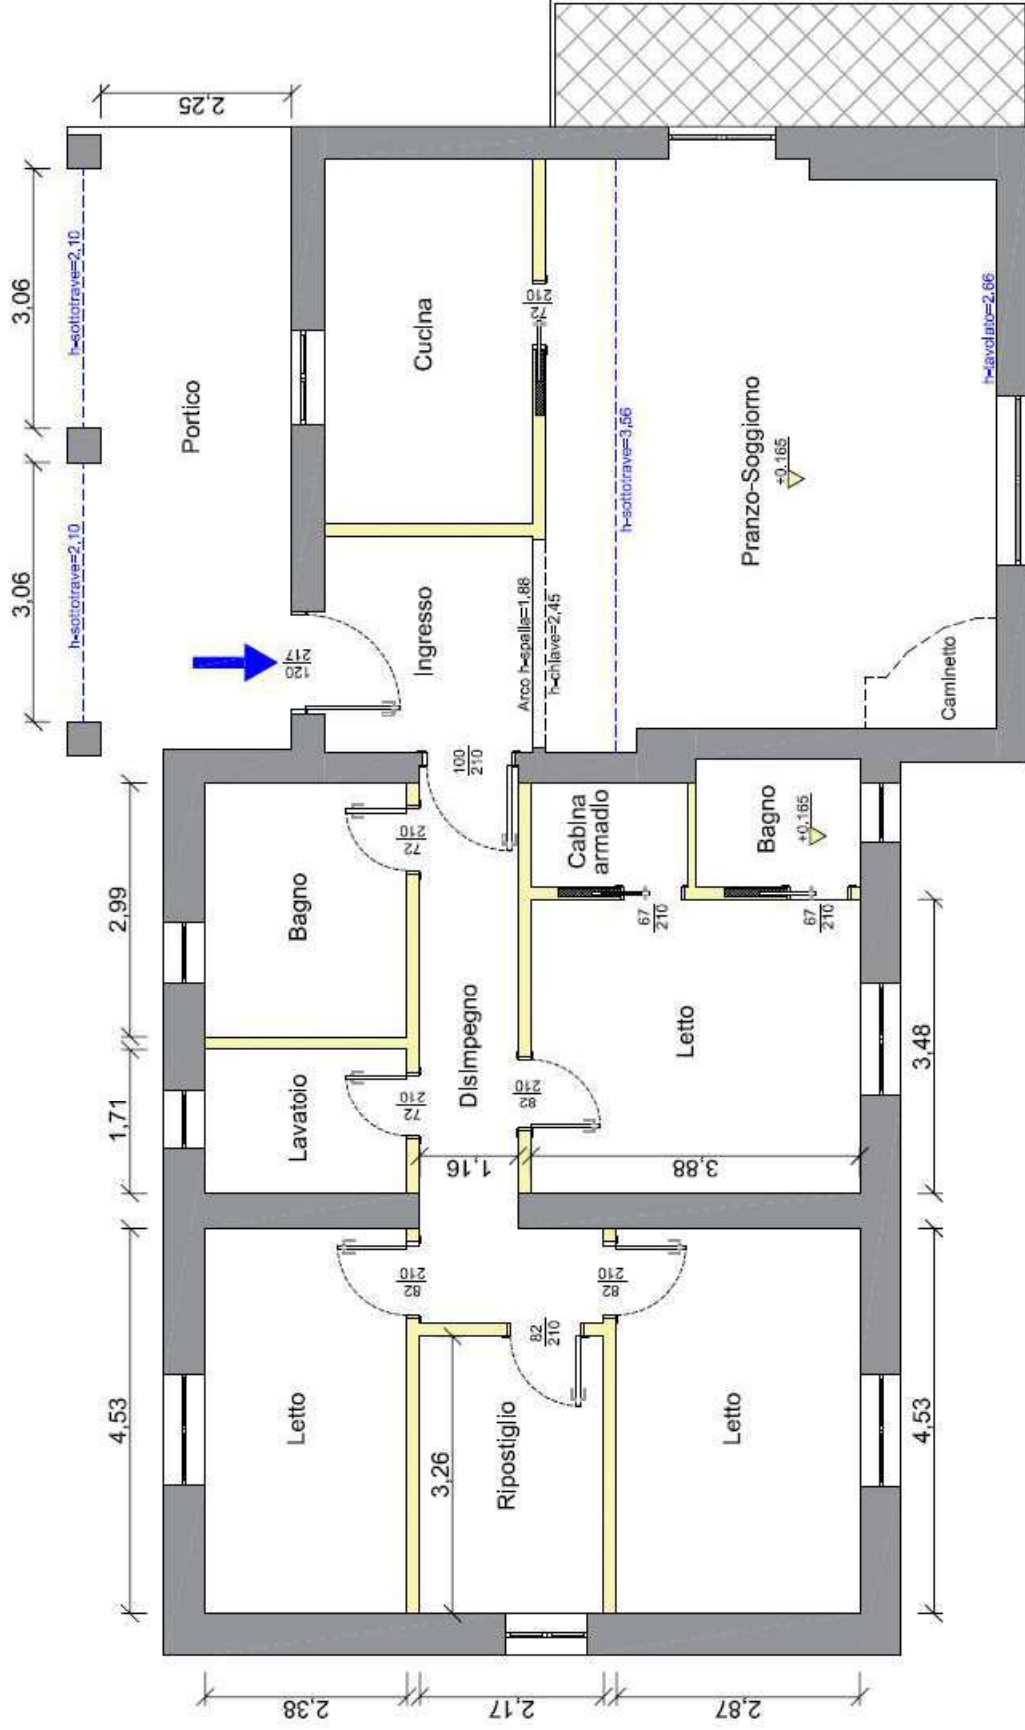 2,25
3,06
3,06
h-sottotrave=2,10
h-sottotrave=2,10
Portico
Cucina
72
210
h-sottotrave=3,56
Pranzo-Soggiorno
+0,165
h-tavolato=2,66
120
217
Ingresso
Arco h-spalla=1,88
h-chiave=2,45
Caminetto
100
210
2,99
Bagno
72
210
Cabina
armadio
Bagno
+0,165
67
210
67
210
1,71
Lavatoio
72
210
Disimpegno
82
210
Letto
3,48
1,16
3,88
4,53
Letto
82
210
82
210
82
210
3,26
Ripostiglio
Letto
4,53
2,38
2,17
2,87